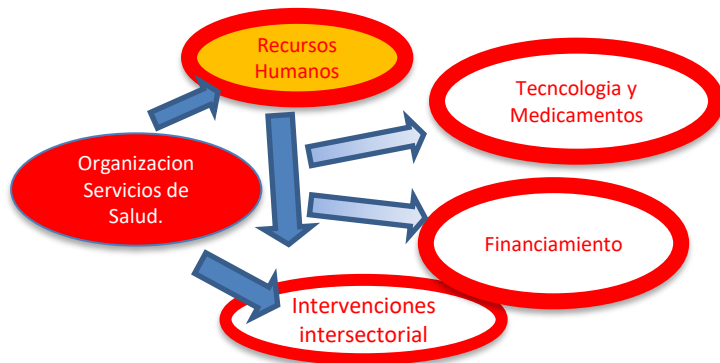 Recursos
Humanos
Tecncologia y
Medicamentos
Organizacion
Servicios de
Salud.
Financiamiento
Intervenciones
intersectorial